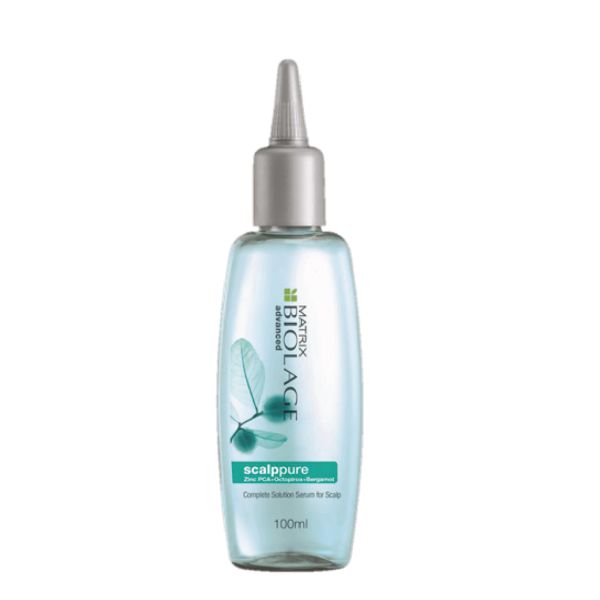 MATRIX
BIOLAGE
advanced
scalppure
Zinc PCA+Octopirox+Bergamot
Complete Solution Serum for Scalp
100ml